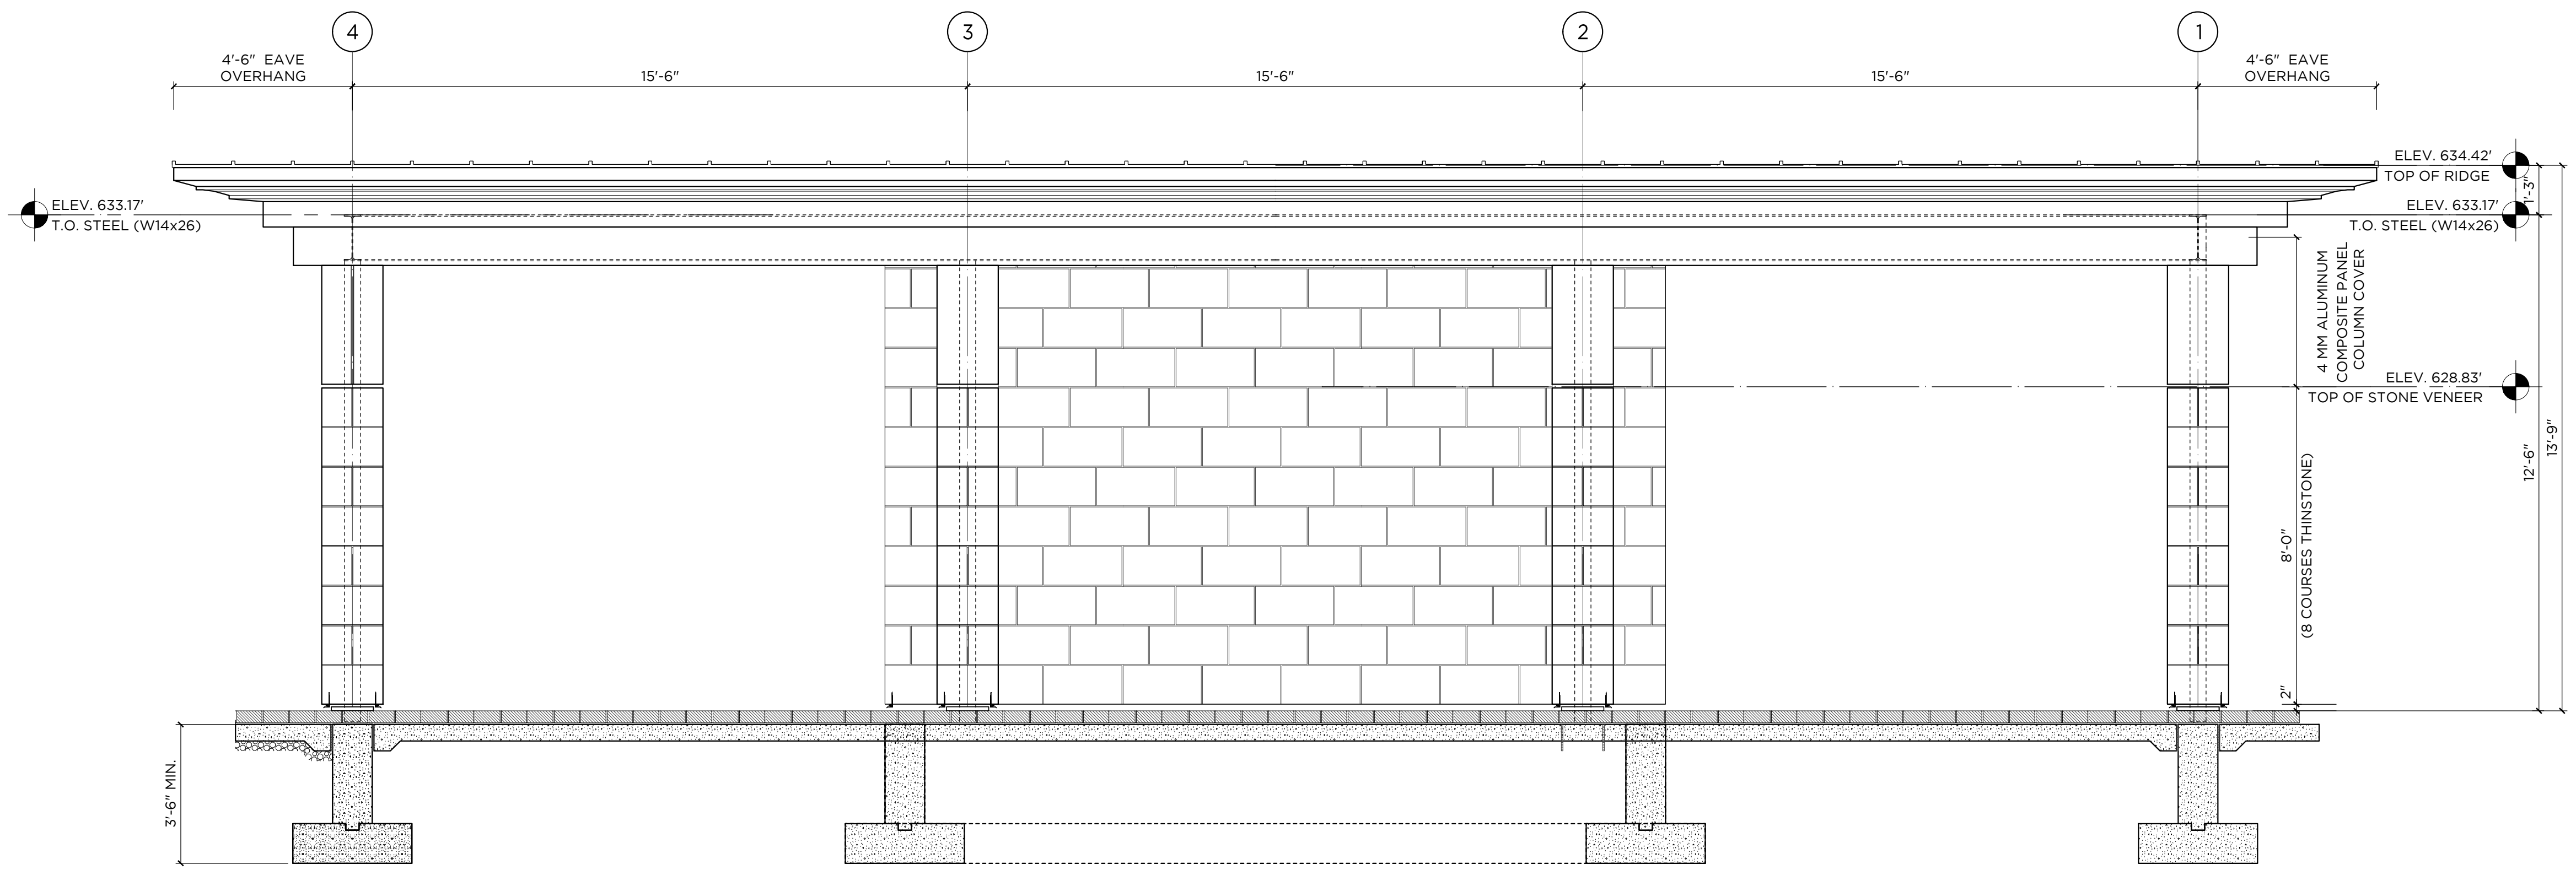 4
3
2
1
4'-6" EAVE
OVERHANG
15'-6"
15'-6"
15'-6"
4'-6" EAVE
OVERHANG
ELEV. 634.42'
TOP OF RIDGE
1'-3"
ELEV. 633.17'
T.O. STEEL (W14x26)
ELEV. 633.17'
T.O. STEEL (W14x26)
4 MM ALUMINUM
COMPOSITE PANEL
COLUMN COVER
ELEV. 628.83'
TOP OF STONE VENEER
12'-6"
13'-9"
8'-0"
(8 COURSES THINSTONE)
2"
3'-6" MIN.